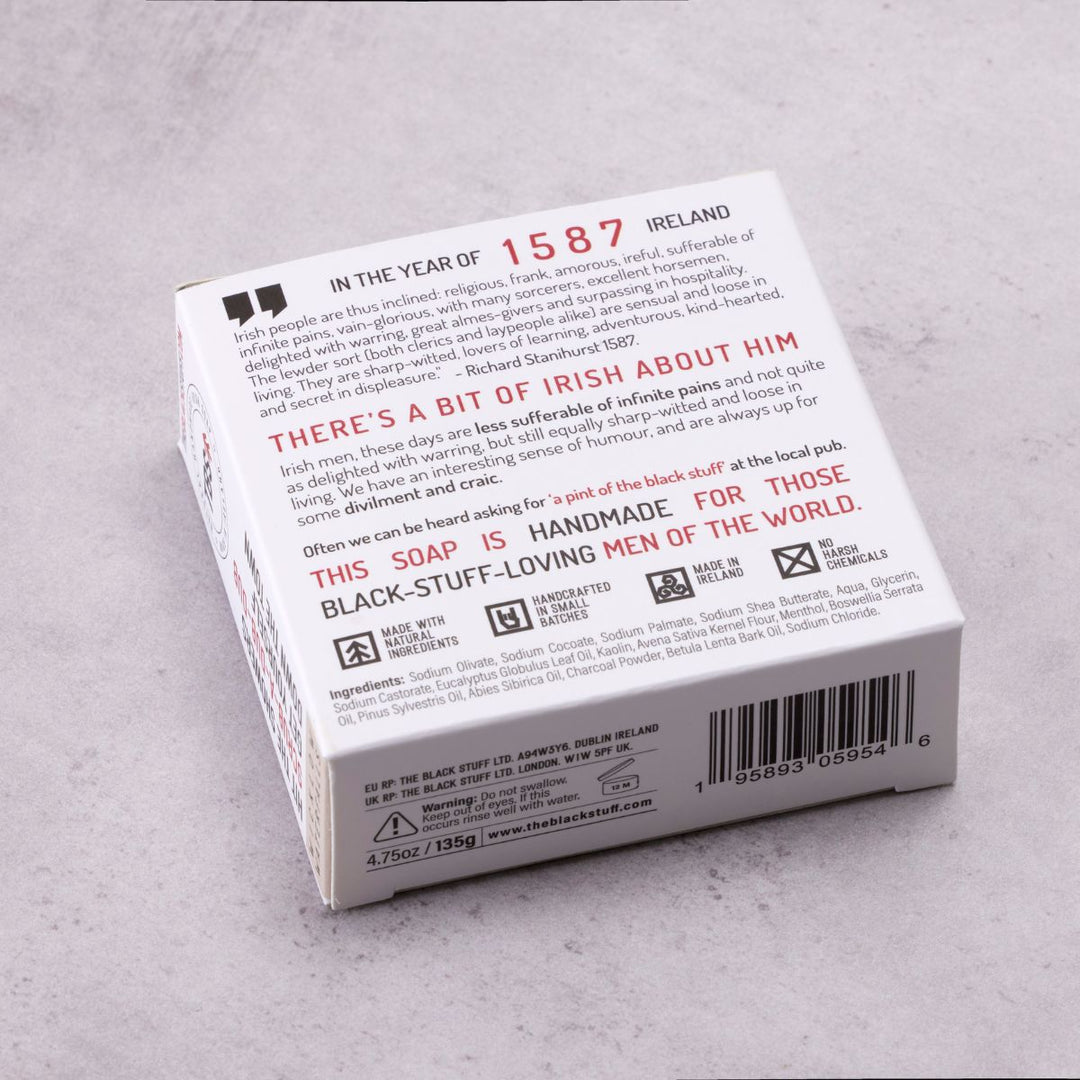 IN THE YEAR OF 1587 IRELAND
Irish people are thus inclined: religious, frank, amorous, ireful, sufferable of
infinite pains, vain-glorious, with many sorcerers, excellent horsemen,
delighted with warring, great almes-givers and surpassing in hospitality.
The lewder sort (both clerics and laypeople alike) are sensual and loose in
living. They are sharp-witted, lovers of learning, adventurous, kind-hearted,
and secret in displeasure." - Richard Stanihurst 1587.
THERE'S A BIT OF IRISH ABOUT HIM
Irish men, these days are less sufferable of infinite pains and not quite
as delighted with warring, but still equally sharp-witted and loose in
living. We have an interesting sense of humour, and are always up for
some divilment and craic.
Often we can be heard asking for 'a pint of the black stuff' at the local pub.
THIS SOAP IS HANDMADE FOR THOSE
BLACK-STUFF-LOVING MEN OF THE WORLD.
MADE WITH
NATURAL
INGREDIENTS
HANDCRAFTED
IN SMALL
BATCHES
MADE IN
IRELAND
NO
HARSH
CHEMICALS
Ingredients: Sodium Olivate, Sodium Cocoate, Sodium Palmate, Sodium Shea Butterate, Aqua, Glycerin,
Sodium Castorate, Eucalyptus Globulus Leaf Oil, Kaolin, Avena Sativa Kernel Flour, Menthol, Boswellia Serrata
Oil, Pinus Sylvestris Oil, Abies Sibirica Oil, Charcoal Powder, Betula Lenta Bark Oil, Sodium Chloride.
EU RP: THE BLACK STUFF LTD. A94W3Y6. DUBLIN IRELAND
UK RP: THE BLACK STUFF LTD. LONDON. W1W 5PF UK.
Warning: Do not swallow.
Keep out of eyes. If this
occurs rinse well with water.
12 M
4.75oz / 135g
www.theblackstuff.com
1 95893 05954 6